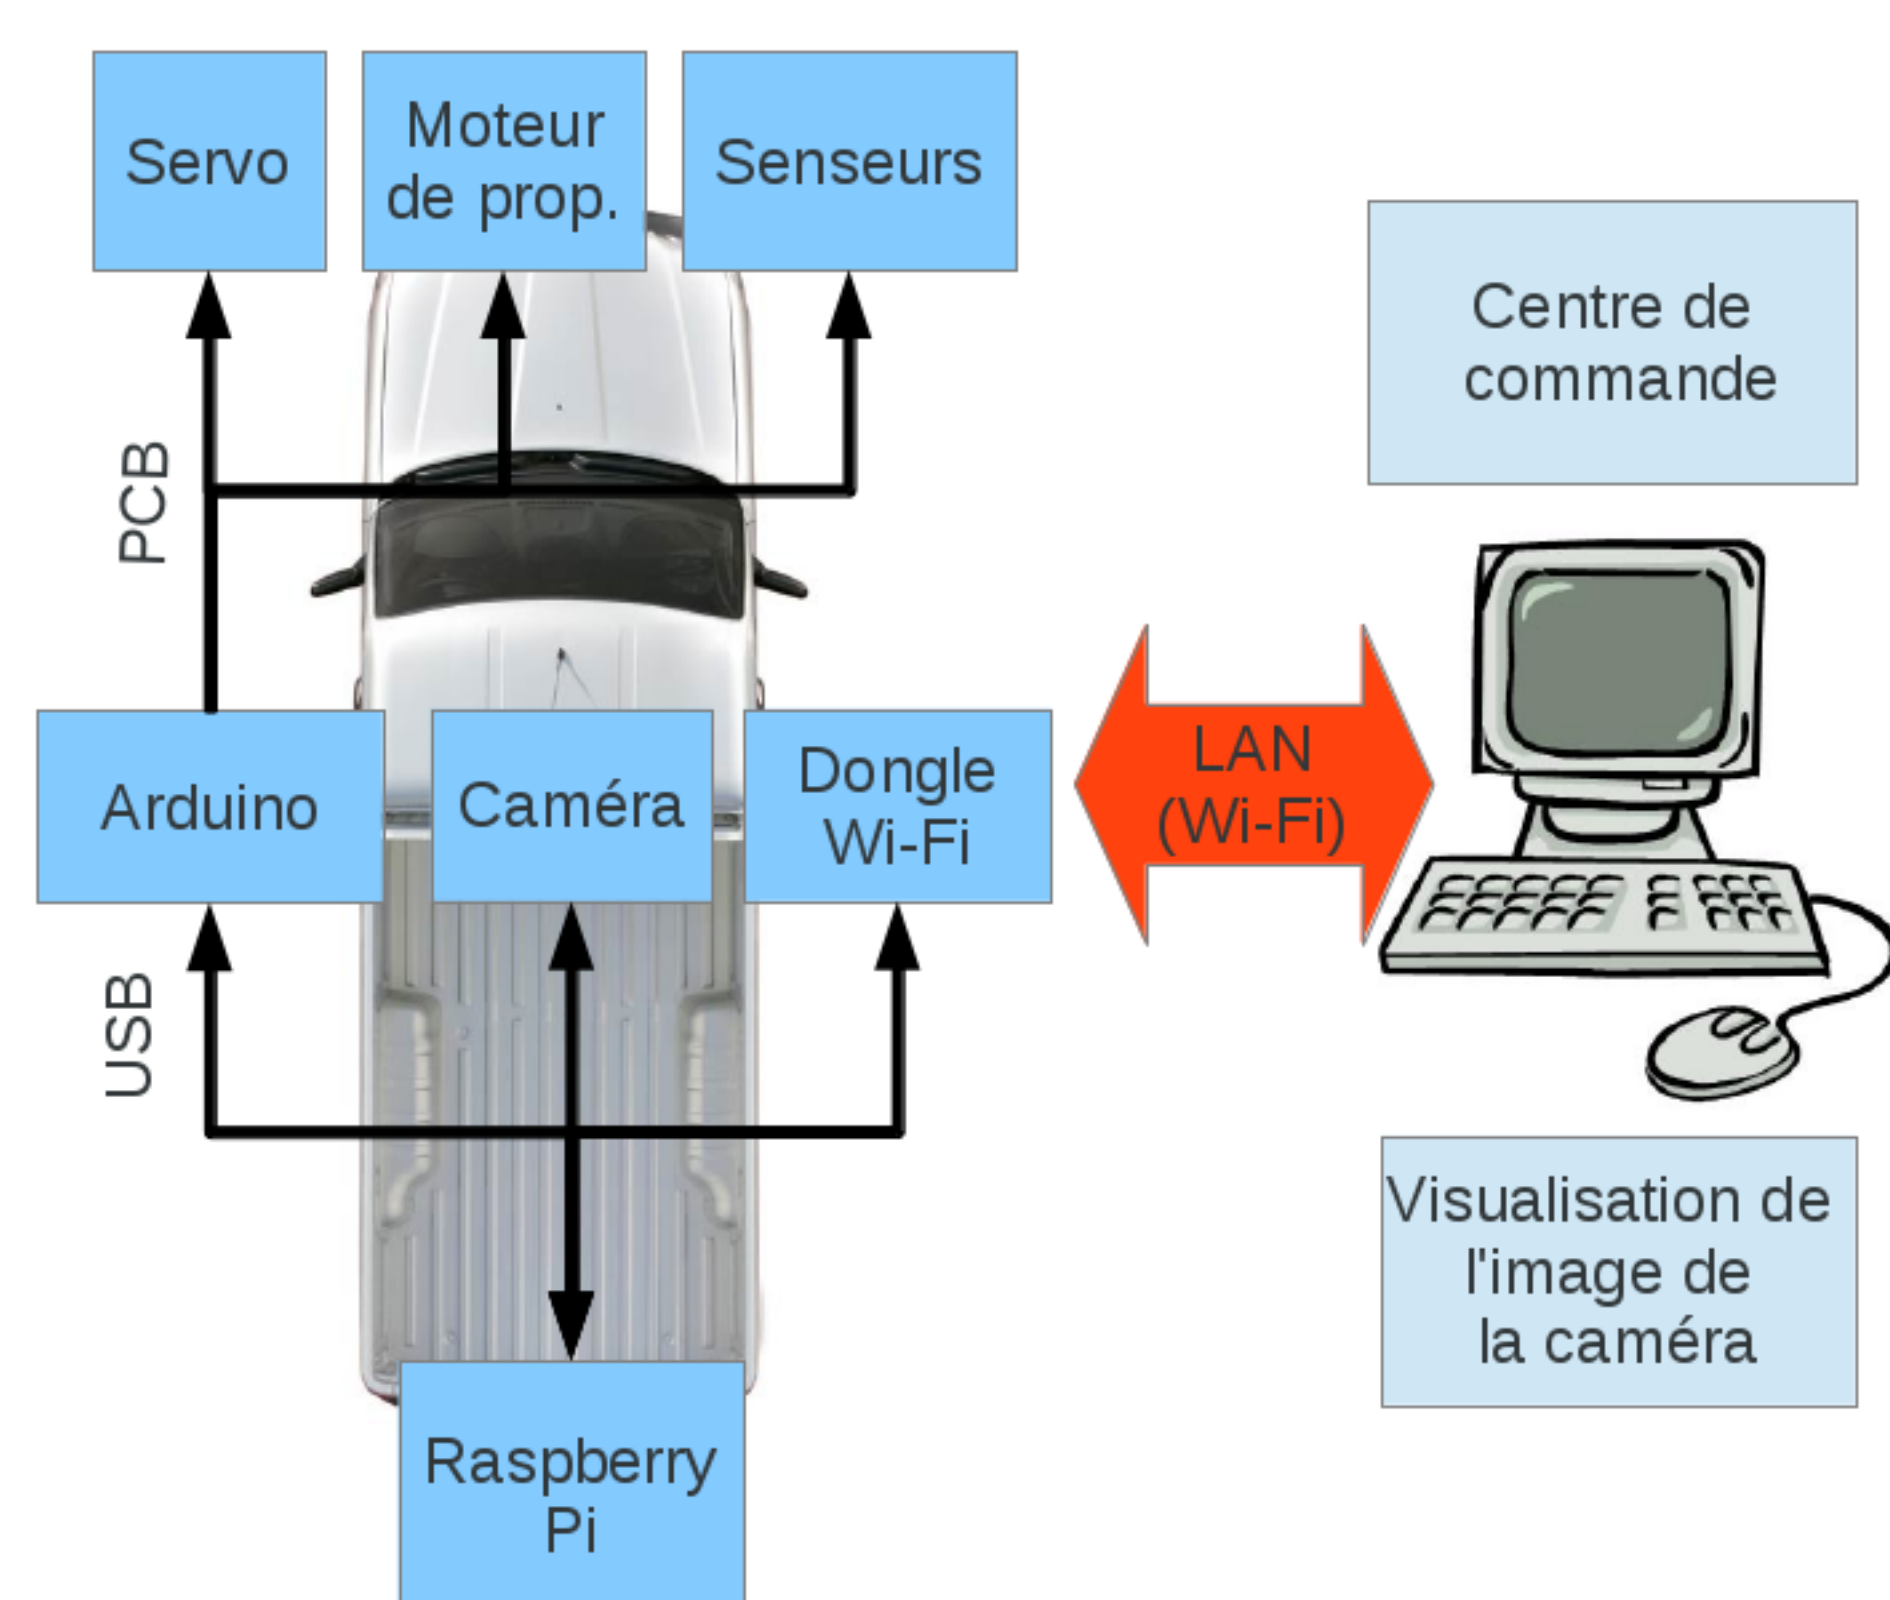 Servo
Moteur
de prop.
Senseurs
Centre de
commande
PCB
Arduino
Caméra
Dongle
Wi-Fi
LAN
(Wi-Fi)
USB
Visualisation de
l'image de
la caméra
Raspberry
Pi